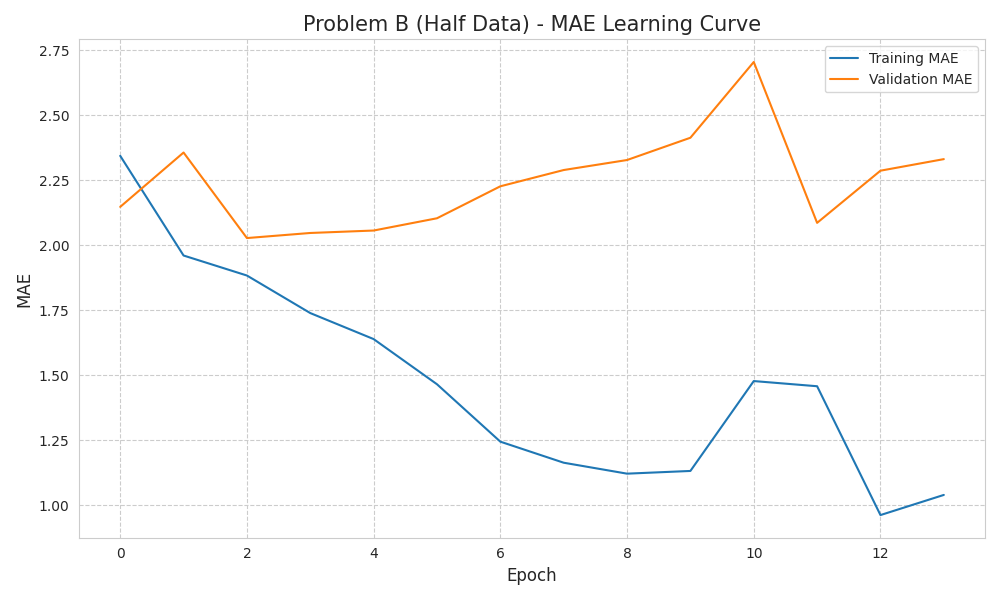 Problem B (Half Data) - MAE Learning Curve
Training MAE
Validation MAE
MAE
2.75
2.50
2.25
2.00
1.75
1.50
1.25
1.00
0 2 4 6 8 10 12
Epoch